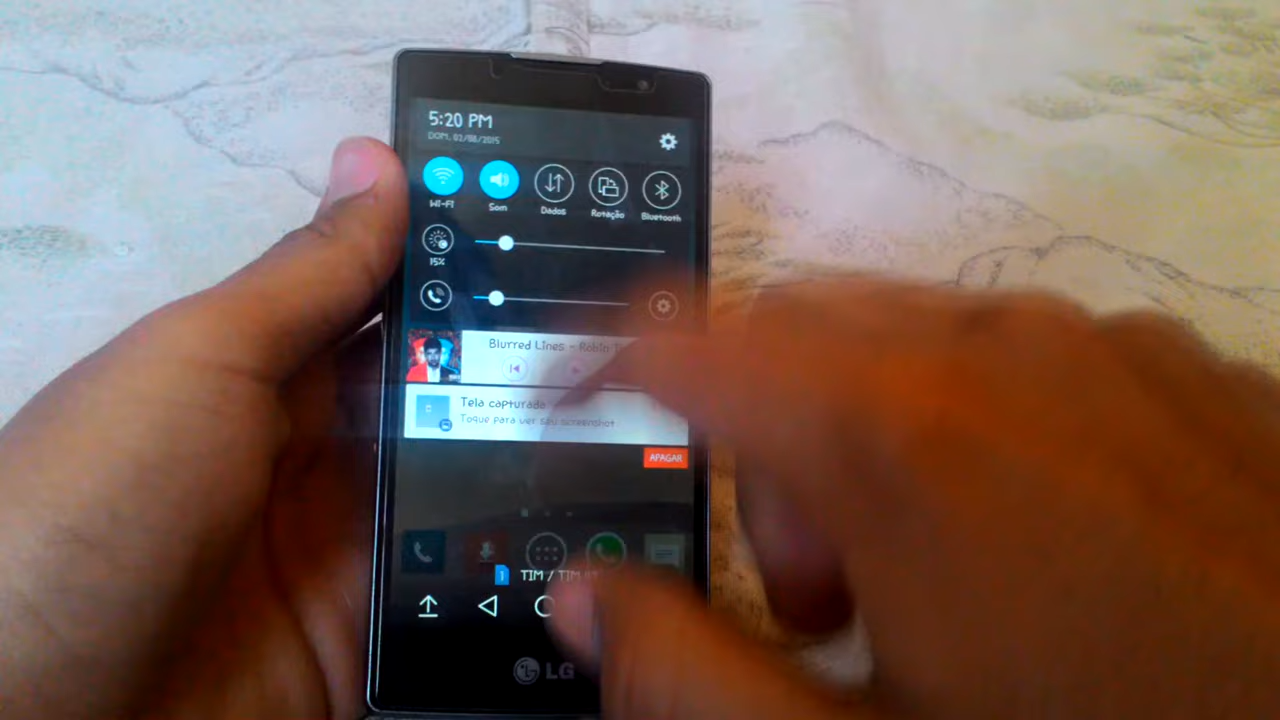 5:20 PM
DOM, 02/08/2015
WI-FI Som Dados Rotação Bluetooth
15%
Blurred Lines - Robin
Tela capturada.
Toque para ver seu screenshot
APAGAR
1 TIM / TIM
LG